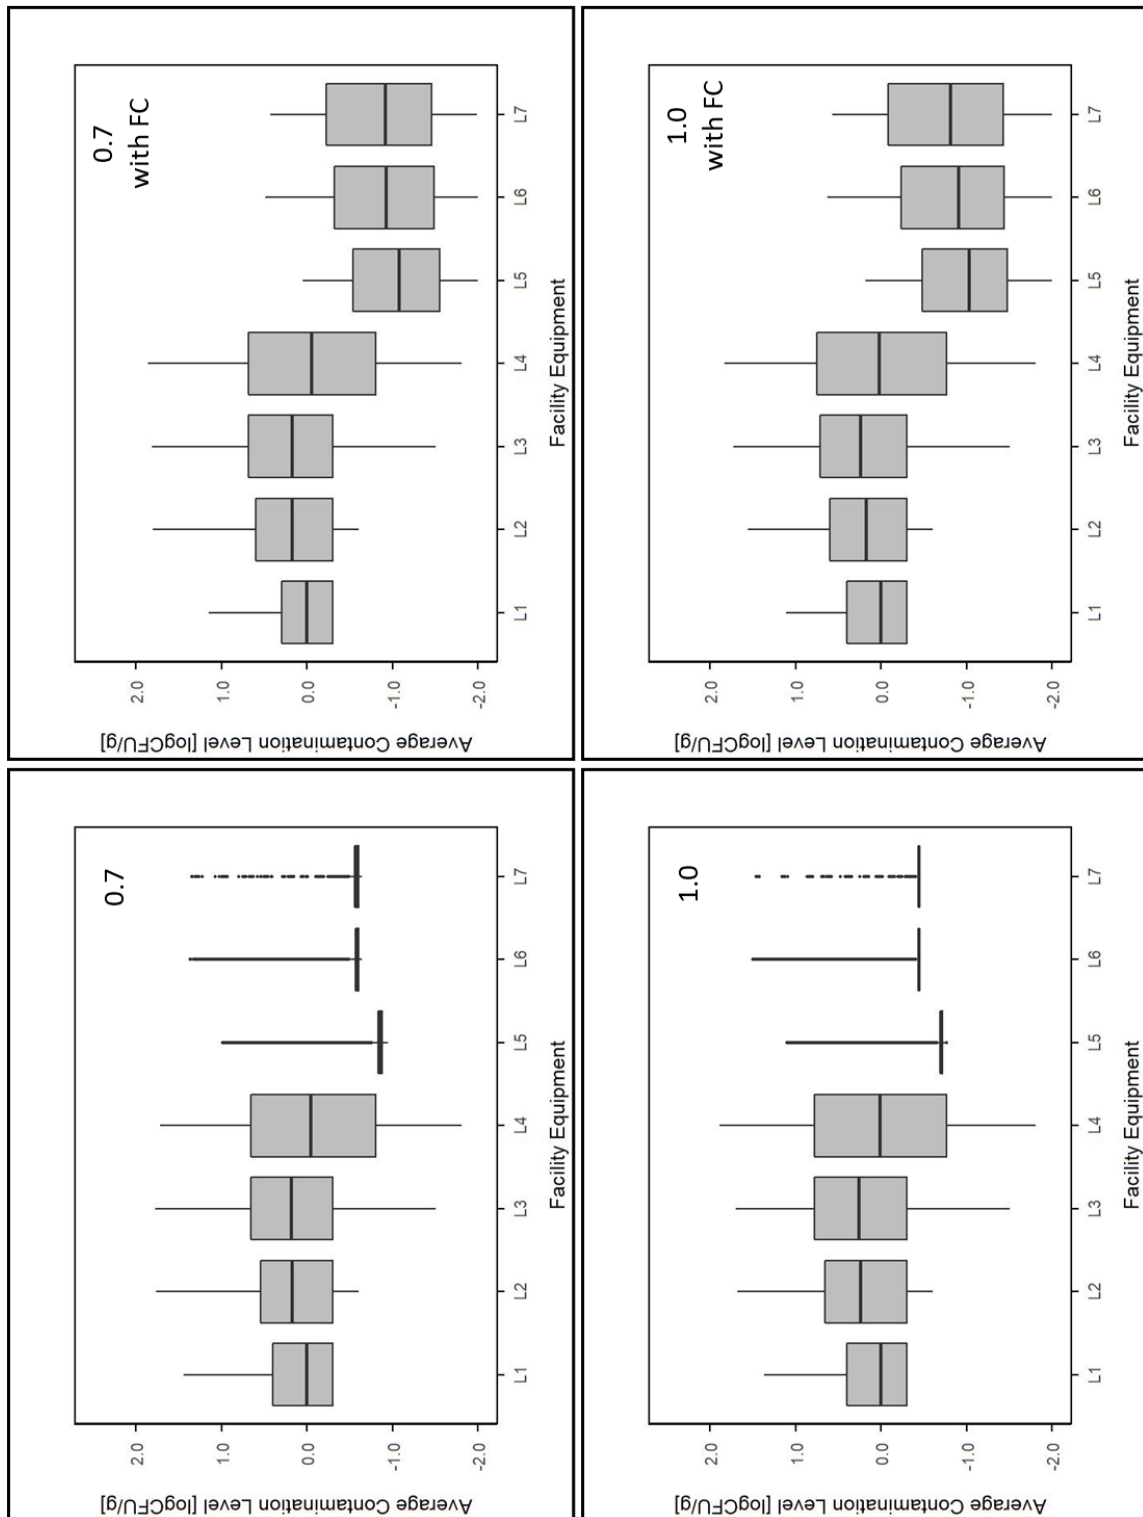 0.7
with FC
Average Contamination Level [logCFU/g]
2.0
1.0
0.0
-1.0
-2.0
L1
L2
L3
L4
L5
L6
L7
Facility Equipment
1.0
with FC
Average Contamination Level [logCFU/g]
2.0
1.0
0.0
-1.0
-2.0
L1
L2
L3
L4
L5
L6
L7
Facility Equipment
0.7
Average Contamination Level [logCFU/g]
2.0
1.0
0.0
-1.0
-2.0
L1
L2
L3
L4
L5
L6
L7
Facility Equipment
1.0
Average Contamination Level [logCFU/g]
2.0
1.0
0.0
-1.0
-2.0
L1
L2
L3
L4
L5
L6
L7
Facility Equipment